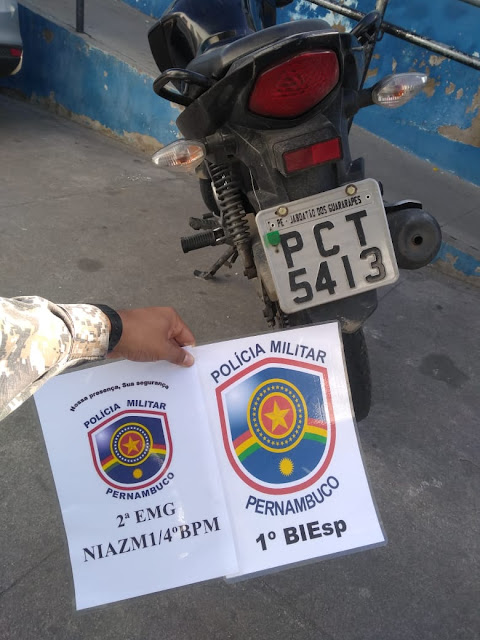 PE - JABOATÃO DOS GUARARAPES
PCT
5413
Nossa presença, Sua segurança
POLÍCIA MILITAR
PERNAMBUCO
2ª EMG
NIAZM1/4ºBPM
POLÍCIA MILITAR
PERNAMBUCO
1º BIEsp